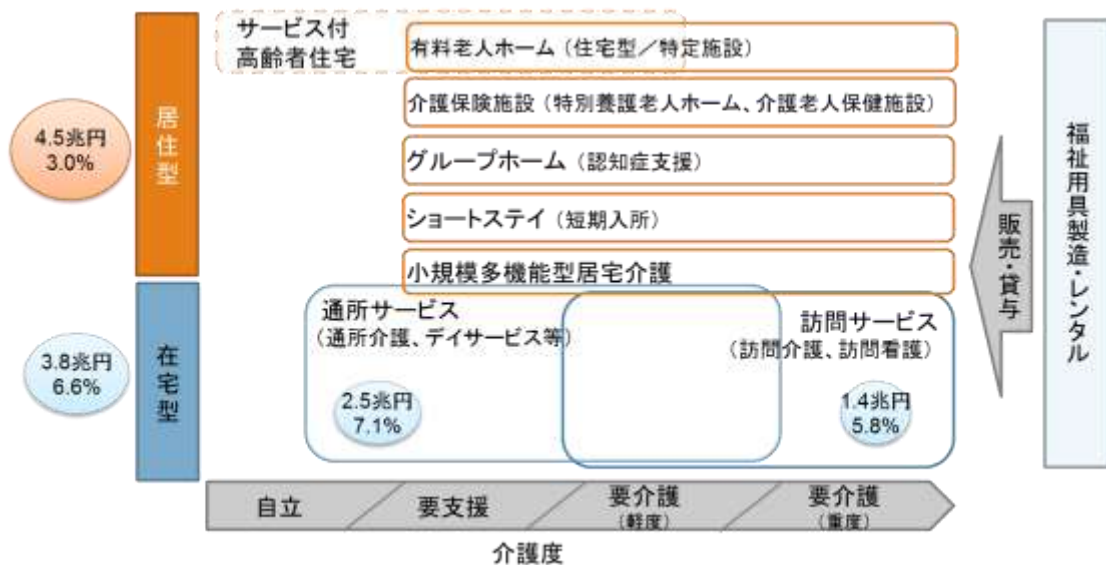 サービス付
高齢者住宅
有料老人ホーム（住宅型／特定施設）
介護保険施設（特別養護老人ホーム、介護老人保健施設）
グループホーム（認知症支援）
ショートステイ（短期入所）
小規模多機能型居宅介護
居住型
4.5兆円
3.0%
通所サービス
（通所介護、デイサービス等）
2.5兆円
7.1%
訪問サービス
（訪問介護、訪問看護）
1.4兆円
5.8%
在宅型
3.8兆円
6.6%
販売・貸与
福祉用具製造・レンタル
自立
要支援
要介護
（軽度）
要介護
（重度）
介護度